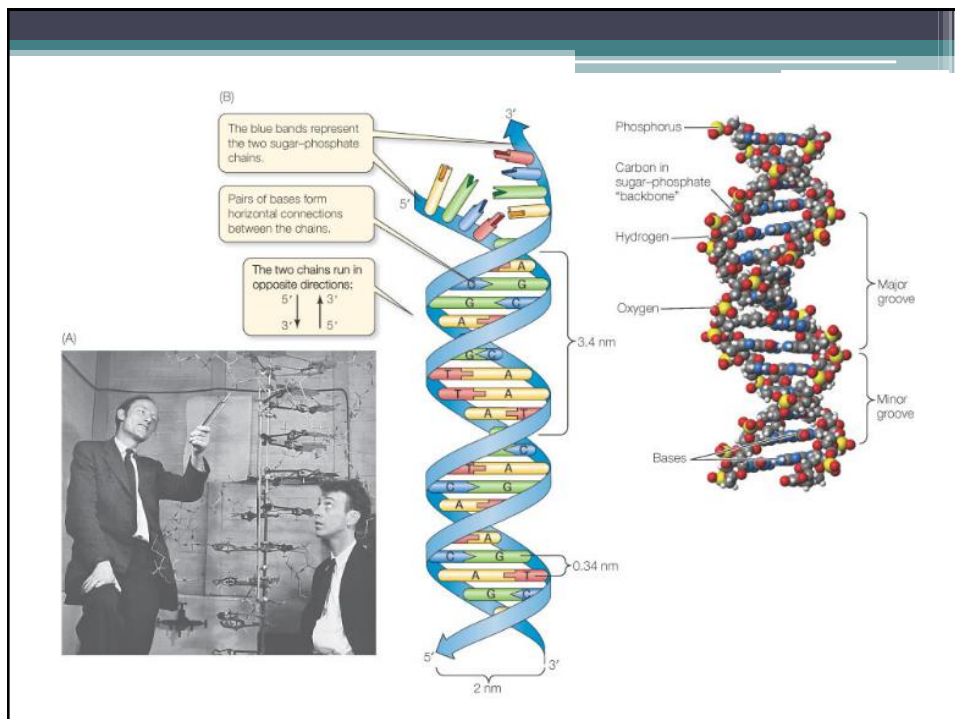 (B)
The blue bands represent
the two sugar–phosphate
chains.
Pairs of bases form
horizontal connections
between the chains.
The two chains run in
opposite directions:
5′ 3′
3′ 5′
(A)
3′
5′
A
C G
G C
A
G C
T A
T A
A T
C
T A
C G
A
A
C G
A T
G C
5′
3′
3.4 nm
0.34 nm
2 nm
Phosphorus
Carbon in
sugar–phosphate
"backbone"
Hydrogen
Oxygen
Major
groove
Minor
groove
Bases